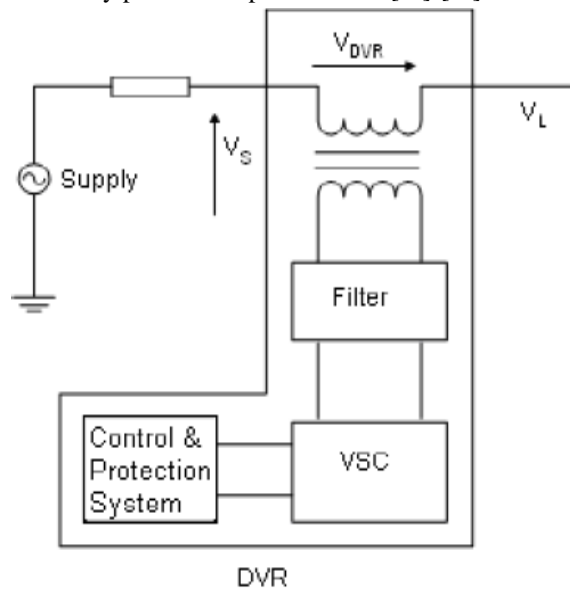 V_DVR
V_S
V_L
Supply
Filter
Control &
Protection
System
VSC
DVR